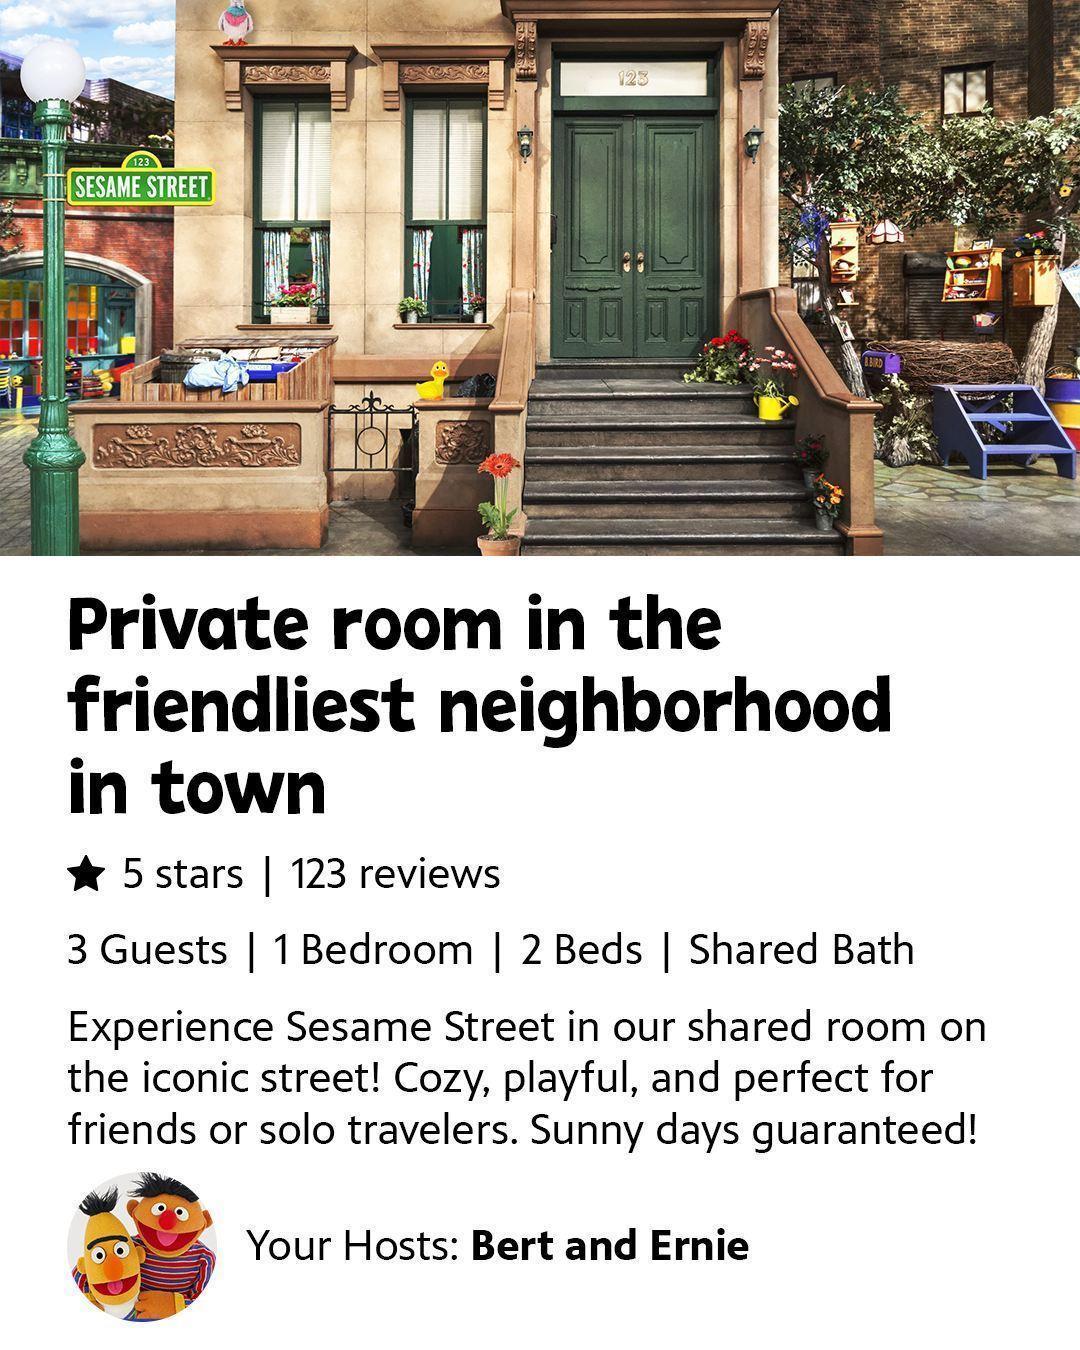 123
123
SESAME STREET
B.BIRD
Private room in the
friendliest neighborhood
in town
5 stars | 123 reviews
3 Guests | 1 Bedroom | 2 Beds | Shared Bath
Experience Sesame Street in our shared room on
the iconic street! Cozy, playful, and perfect for
friends or solo travelers. Sunny days guaranteed!
Your Hosts: Bert and Ernie